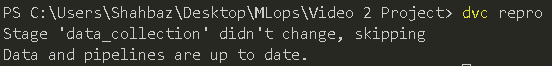 PS C:\Users\Shahbaz\Desktop\MLops\Video 2 Project> dvc repro
Stage 'data_collection' didn't change, skipping
Data and pipelines are up to date.